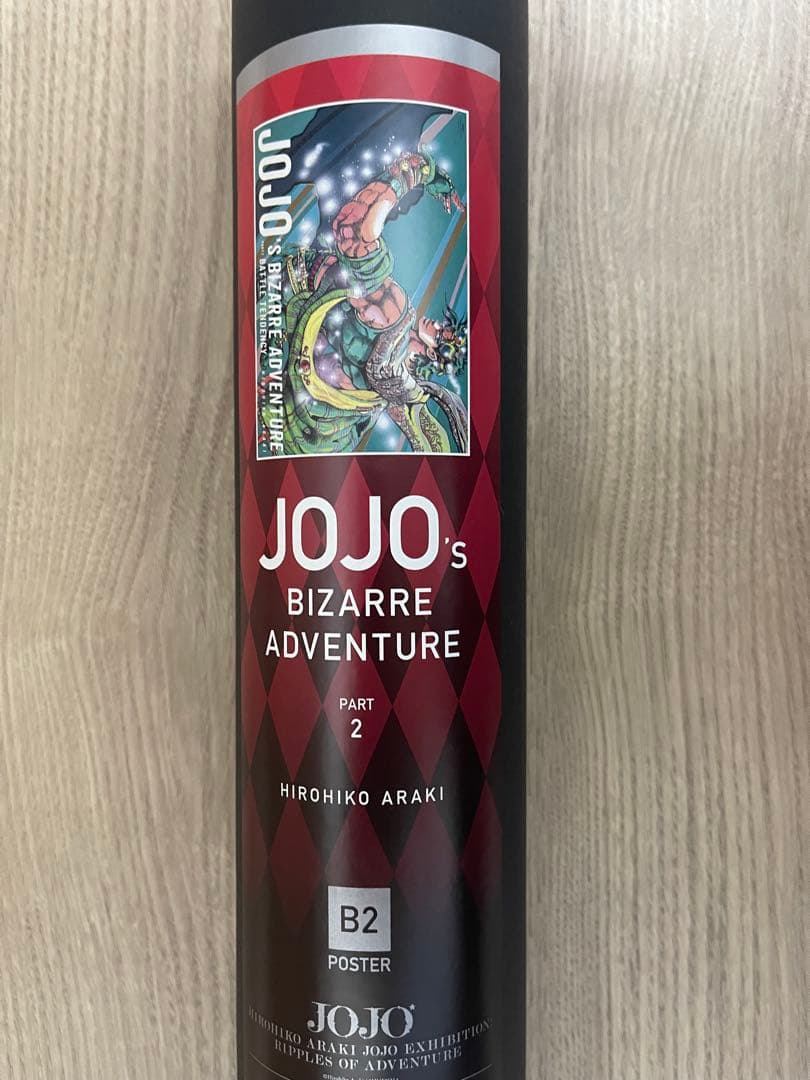 JOJO's BIZARRE ADVENTURE
PART2 BATTLE TENDENCY
JOJO's
BIZARRE
ADVENTURE
PART
2
HIROHIKO ARAKI
B2
POSTER
JOJO
HIROHIKO ARAKI JOJO EXHIBITION:
RIPPLES OF ADVENTURE